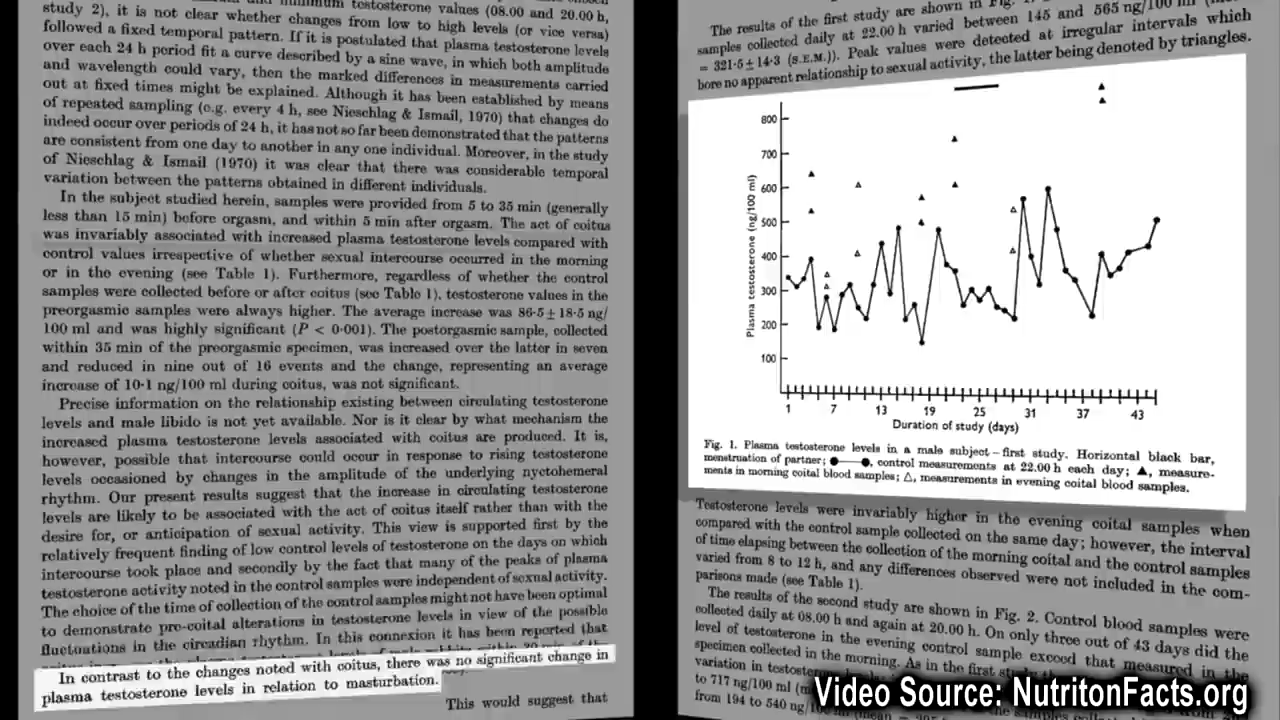 study 2), it is not clear whether changes from low to high levels (or vice versa)
followed a fixed temporal pattern. If it is postulated that plasma testosterone levels
over each 24 h period fit a curve described by a sine wave, in which both amplitude
and wavelength could vary, then the marked differences in measurements carried
out at fixed times might be explained. Although it has been established by means
of repeated sampling (e.g. every 4 h, see Nieschlag & Ismail, 1970) that changes do
indeed occur over periods of 24 h, it has not so far been demonstrated that the patterns
are consistent from one day to another in any one individual. Moreover, in the study
of Nieschlag & Ismail (1970) it was clear that there was considerable temporal
variation between the patterns obtained in different individuals.
In the subject studied herein, samples were provided from 5 to 35 min (generally
less than 15 min) before orgasm, and within 5 min after orgasm. The act of coitus
was invariably associated with increased plasma testosterone levels compared with
control values irrespective of whether sexual intercourse occurred in the morning
or in the evening (see Table 1). Furthermore, regardless of whether the control
samples were collected before or after coitus (see Table 1), testosterone values in the
preorgasmic samples were always higher. The average increase was 86·5±18·5 ng/
100 ml and was highly significant (P < 0·001). The postorgasmic sample, collected
within 35 min of the preorgasmic specimen, was increased over the latter in seven
and reduced in nine out of 16 events and the change, representing an average
increase of 10·1 ng/100 ml during coitus, was not significant.
Precise information on the relationship existing between circulating testosterone
levels and male libido is not yet available. Nor is it clear by what mechanism the
increased plasma testosterone levels associated with coitus are produced. It is,
however, possible that intercourse could occur in response to rising testosterone
levels occasioned by changes in the amplitude of the underlying nyctohemeral
rhythm. Our present results suggest that the increase in circulating testosterone
levels are likely to be associated with the act of coitus itself rather than with the
desire for, or anticipation of sexual activity. This view is supported first by the
relatively frequent finding of low control levels of testosterone on the days on which
intercourse took place and secondly by the fact that many of the peaks of plasma
testosterone activity noted in the control samples were independent of sexual activity.
The choice of the time of collection of the control samples might not have been optimal
to demonstrate pre-coital alterations in testosterone levels in view of the possible
fluctuations in the circadian rhythm. In this connexion it has been reported that
In contrast to the changes noted with coitus, there was no significant change in
plasma testosterone levels in relation to masturbation.
This would suggest that
The results of the first study are shown in Fig. 1.
samples collected daily at 22.00 h varied between 145 and 565 ng/100 ml
= 321·5±14·3 (S.E.M.)). Peak values were detected at irregular intervals which
bore no apparent relationship to sexual activity, the latter being denoted by triangles.
800
700
600
500
400
300
200
100
Plasma testosterone (ng/100 ml)
1 7 13 19 25 31 37 43
Duration of study (days)
Fig. 1. Plasma testosterone levels in a male subject – first study. Horizontal black bar,
menstruation of partner; ●——●, control measurements at 22.00 h each day; ▲, measure-
ments in morning coital blood samples; △, measurements in evening coital blood samples.
Testosterone levels were invariably higher in the evening coital samples when
compared with the control sample collected on the same day; however, the interval
of time elapsing between the collection of the morning coital and the control samples
varied from 8 to 12 h, and any differences observed were not included in the com-
parisons made (see Table 1).
The results of the second study are shown in Fig. 2. Control blood samples were
collected daily at 08.00 h and again at 20.00 h. On only three out of 43 days did the
level of testosterone in the evening control sample exceed that measured in the
specimen collected in the morning. As in the first
variation in
to 717 ng/100 ml
from 194 to 540 ng/
Video Source: NutritonFacts.org